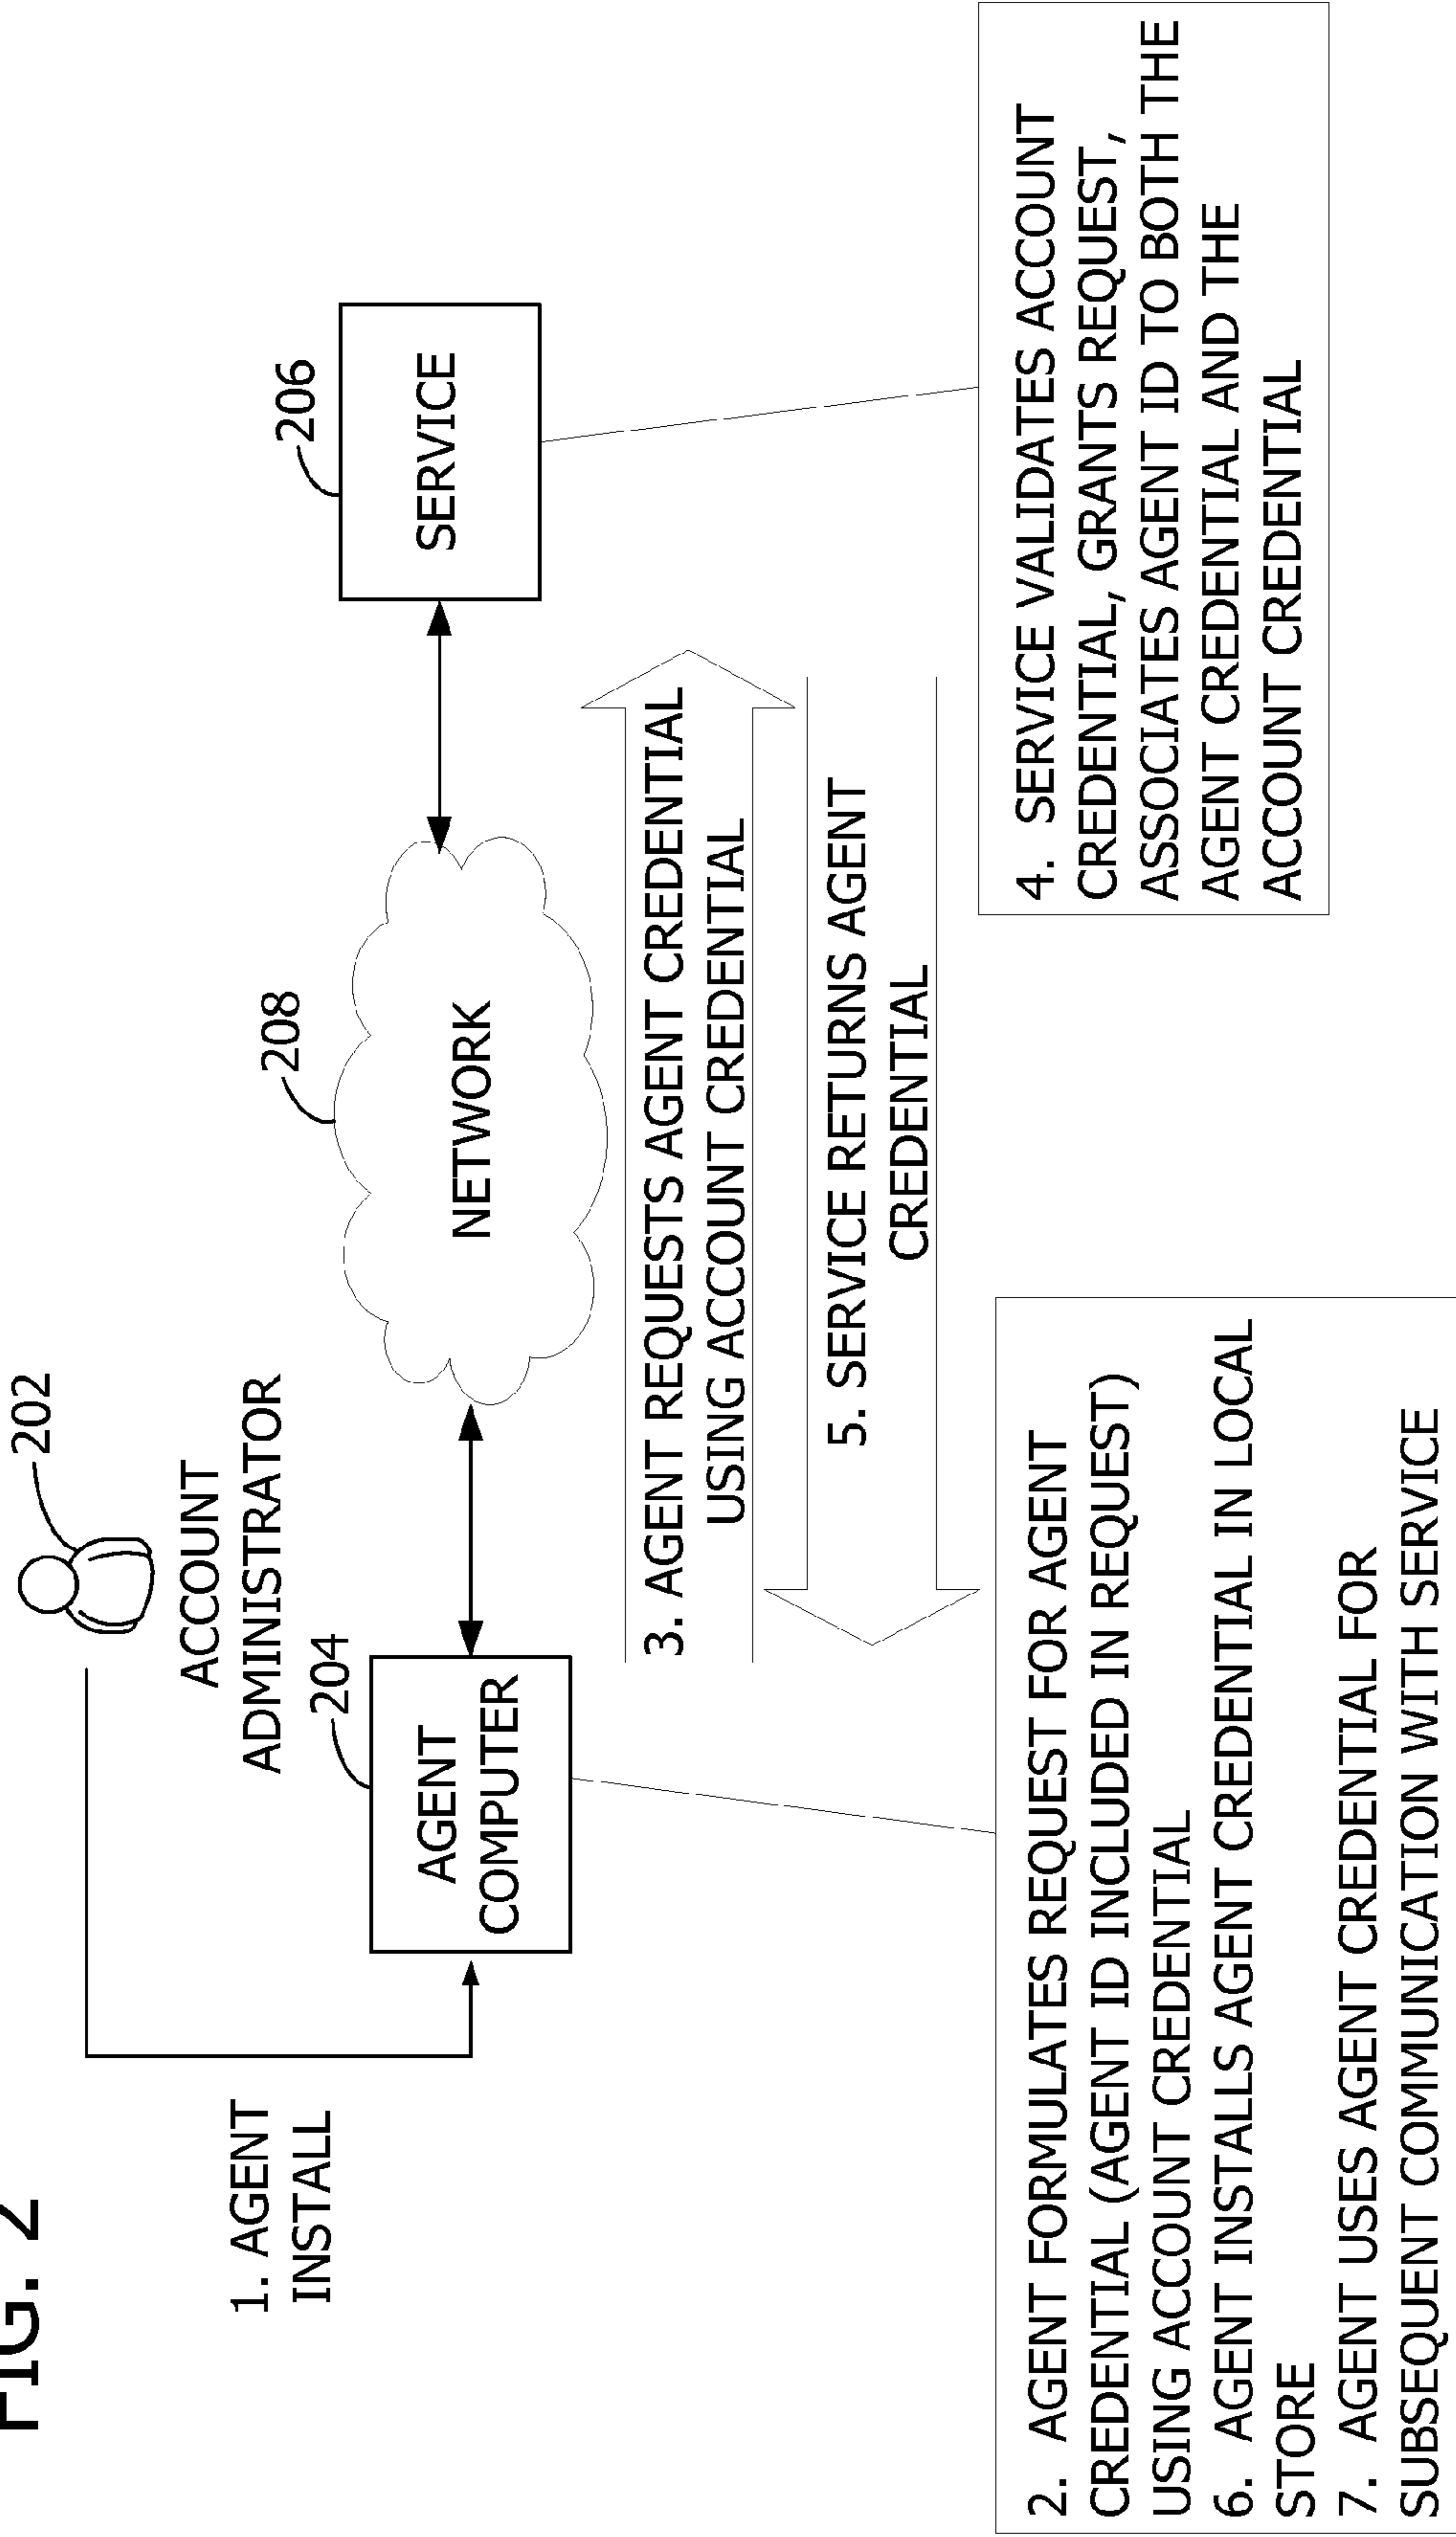 FIG. 2
202
ACCOUNT
ADMINISTRATOR
1. AGENT
INSTALL
204
AGENT
COMPUTER
208
NETWORK
206
SERVICE
3. AGENT REQUESTS AGENT CREDENTIAL
USING ACCOUNT CREDENTIAL
5. SERVICE RETURNS AGENT
CREDENTIAL
2. AGENT FORMULATES REQUEST FOR AGENT
CREDENTIAL (AGENT ID INCLUDED IN REQUEST)
USING ACCOUNT CREDENTIAL
6. AGENT INSTALLS AGENT CREDENTIAL IN LOCAL
STORE
7. AGENT USES AGENT CREDENTIAL FOR
SUBSEQUENT COMMUNICATION WITH SERVICE
4. SERVICE VALIDATES ACCOUNT
CREDENTIAL, GRANTS REQUEST,
ASSOCIATES AGENT ID TO BOTH THE
AGENT CREDENTIAL AND THE
ACCOUNT CREDENTIAL